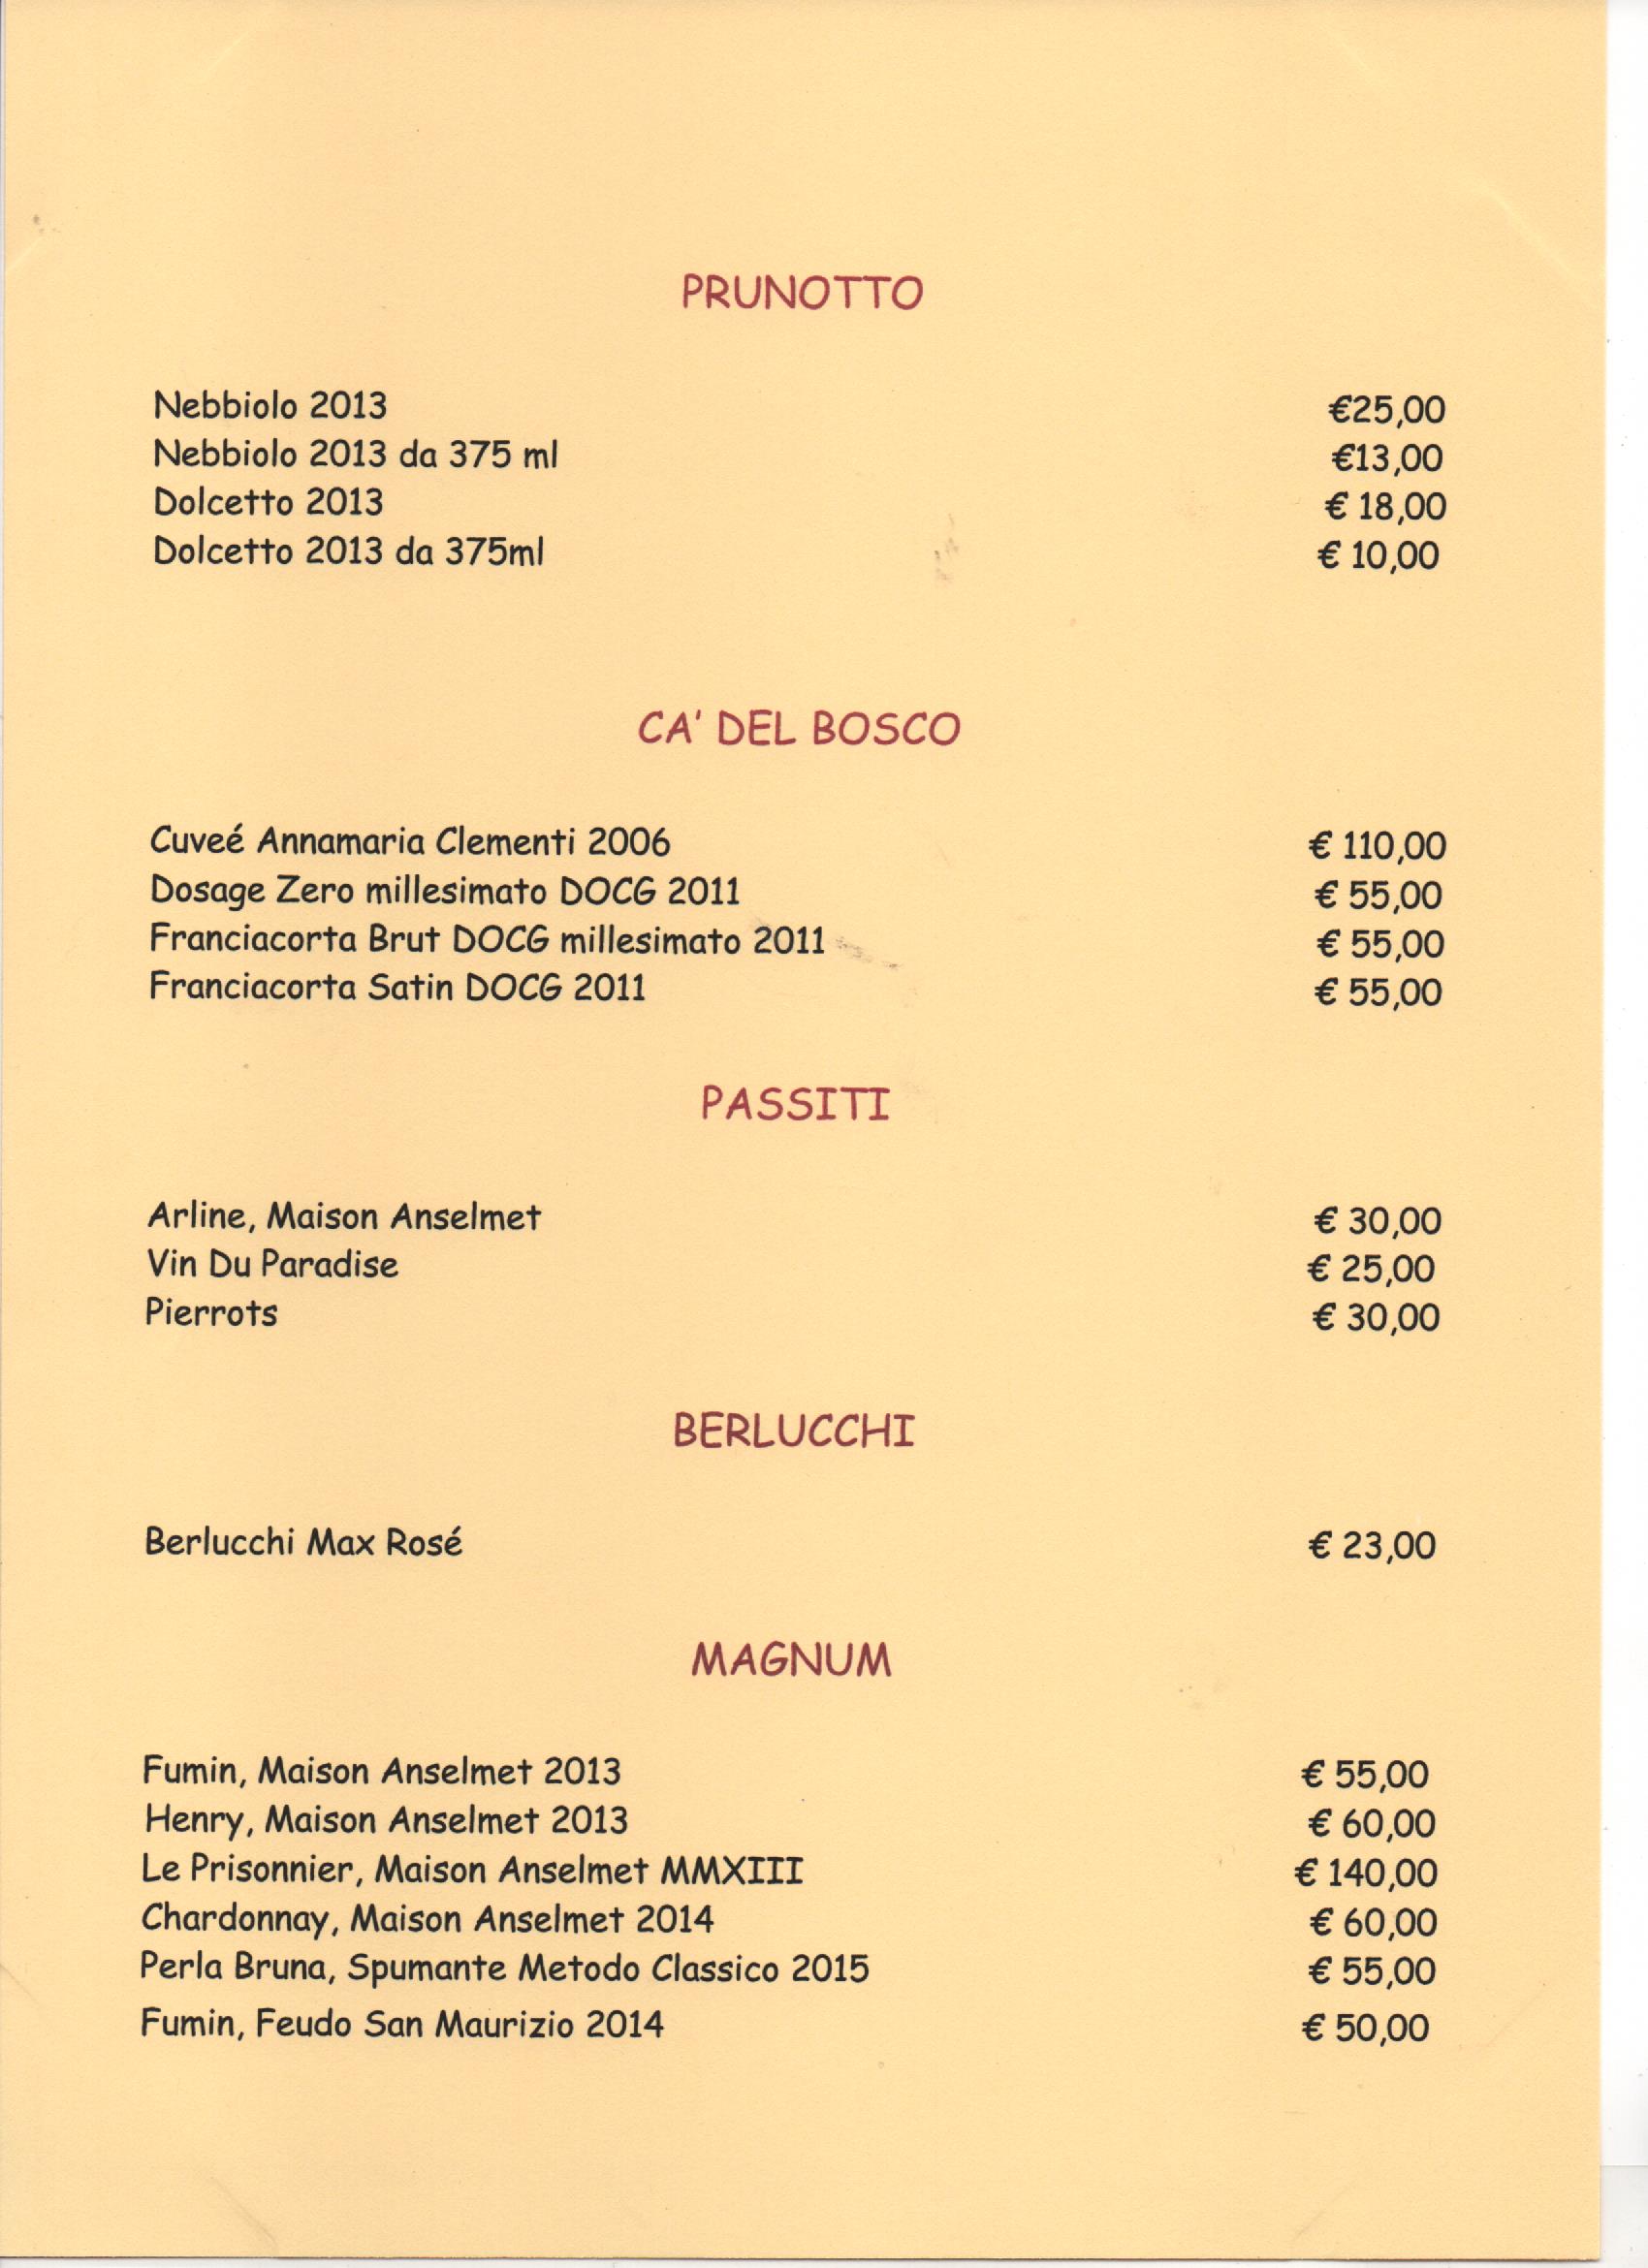 PRUNOTTO
Nebbiolo 2013 €25,00
Nebbiolo 2013 da 375 ml €13,00
Dolcetto 2013 € 18,00
Dolcetto 2013 da 375ml € 10,00
CA' DEL BOSCO
Cuveé Annamaria Clementi 2006 € 110,00
Dosage Zero millesimato DOCG 2011 € 55,00
Franciacorta Brut DOCG millesimato 2011 € 55,00
Franciacorta Satin DOCG 2011 € 55,00
PASSITI
Arline, Maison Anselmet € 30,00
Vin Du Paradise € 25,00
Pierrots € 30,00
BERLUCCHI
Berlucchi Max Rosé € 23,00
MAGNUM
Fumin, Maison Anselmet 2013 € 55,00
Henry, Maison Anselmet 2013 € 60,00
Le Prisonnier, Maison Anselmet MMXIII € 140,00
Chardonnay, Maison Anselmet 2014 € 60,00
Perla Bruna, Spumante Metodo Classico 2015 € 55,00
Fumin, Feudo San Maurizio 2014 € 50,00